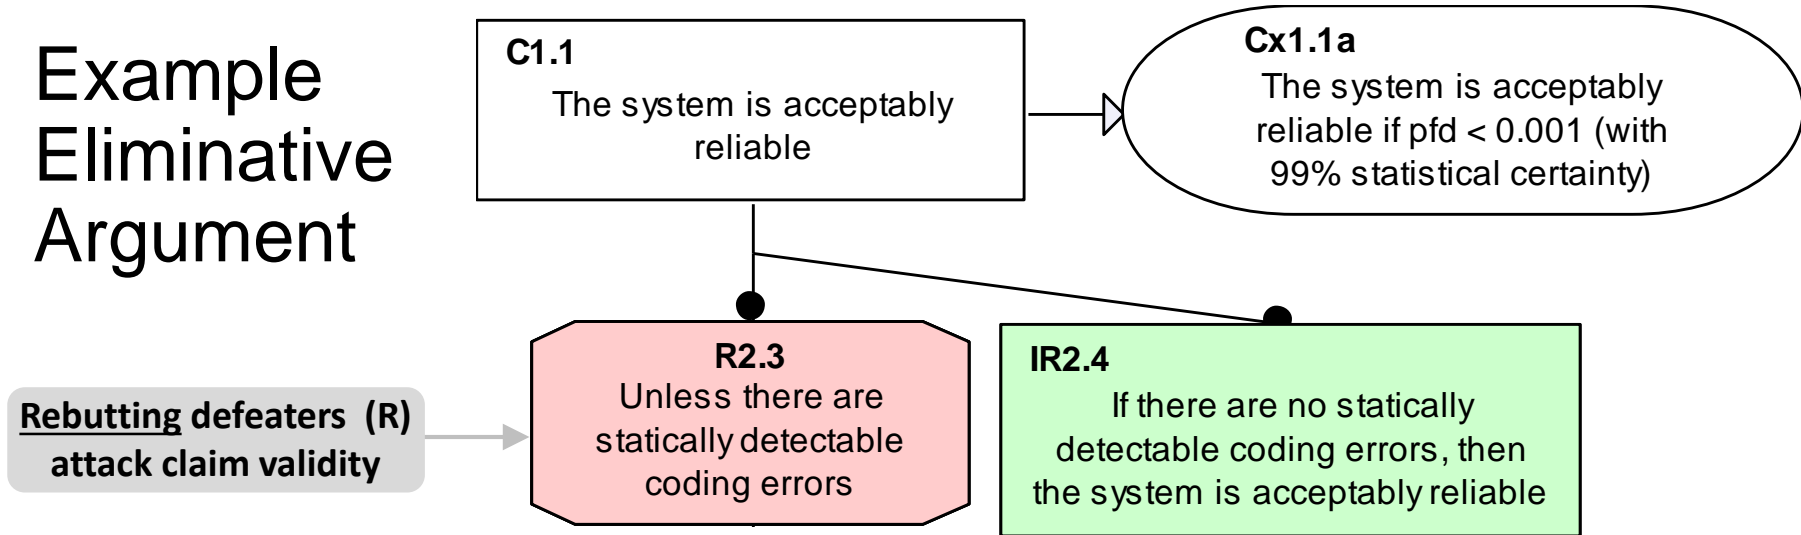 Example
Eliminative
Argument
C1.1
The system is acceptably
reliable
Cx1.1a
The system is acceptably
reliable if pfd < 0.001 (with
99% statistical certainty)
Rebutting defeaters (R)
attack claim validity
R2.3
Unless there are
statically detectable
coding errors
IR2.4
If there are no statically
detectable coding errors, then
the system is acceptably reliable